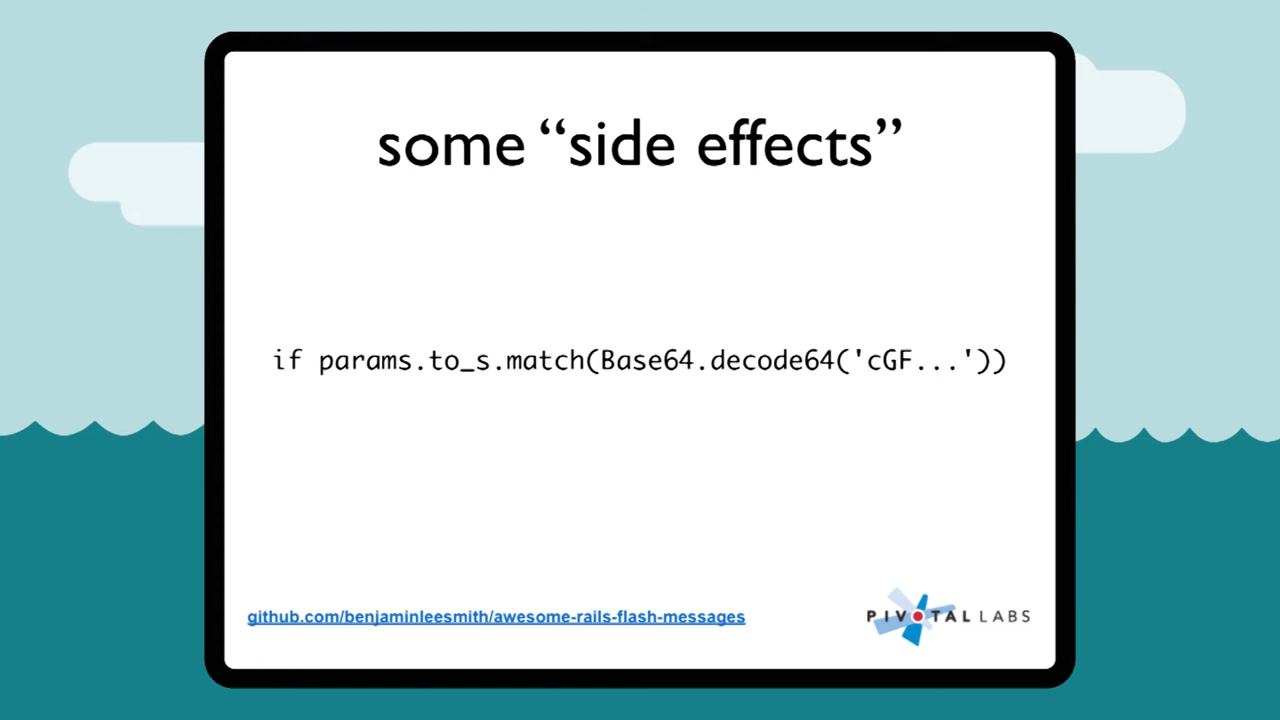 some “side effects”
if params.to_s.match(Base64.decode64('cGF...'))
github.com/benjaminleesmith/awesome-rails-flash-messages
PIVOTAL LABS